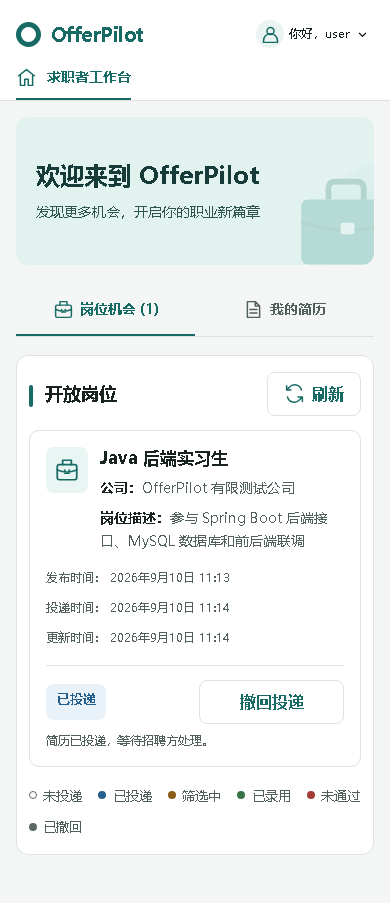 OfferPilot
你好，user
求职者工作台
欢迎来到 OfferPilot
发现更多机会，开启你的职业新篇章
岗位机会 (1)
我的简历
开放岗位
刷新
Java 后端实习生
公司：OfferPilot 有限测试公司
岗位描述：参与 Spring Boot 后端接
口、MySQL 数据库和前后端联调
发布时间： 2026年9月10日 11:13
投递时间： 2026年9月10日 11:14
更新时间： 2026年9月10日 11:14
已投递
撤回投递
简历已投递，等待招聘方处理。
未投递 已投递 筛选中 已录用 未通过
已撤回